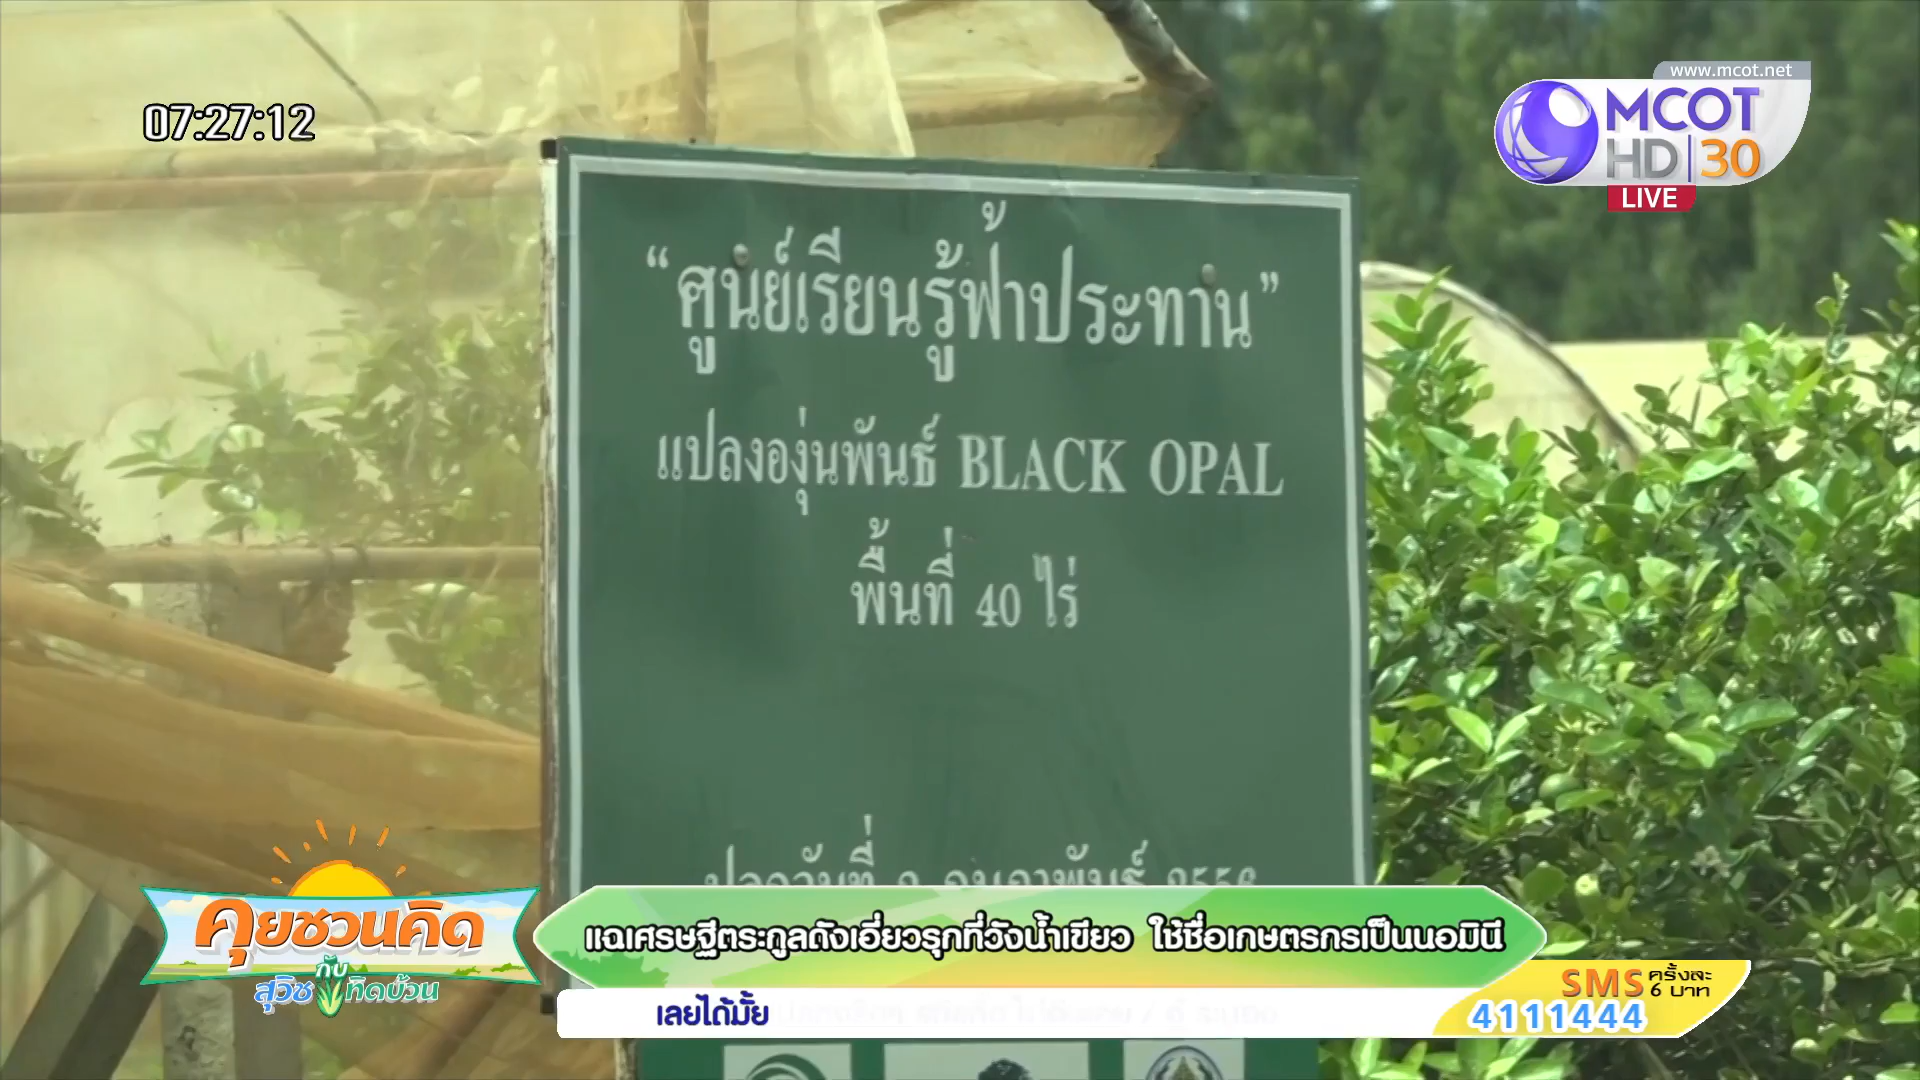 www.mcot.net
07:27:12
MCOT
HD 30
LIVE
“ศูนย์เรียนรู้ฟ้าประทาน”
แปลงองุ่นพันธ์ BLACK OPAL
พื้นที่ 40 ไร่
คุยชวนคิด
กับ
สุวิช ทิดบ้วน
แฉเศรษฐีตระกูลดังเอี่ยวรุกที่วังน้ำเขียว ใช้ชื่อเกษตรกรเป็นนอมินี
SMS ครั้งละ 6 บาท
4111444
เลยได้มั้ย